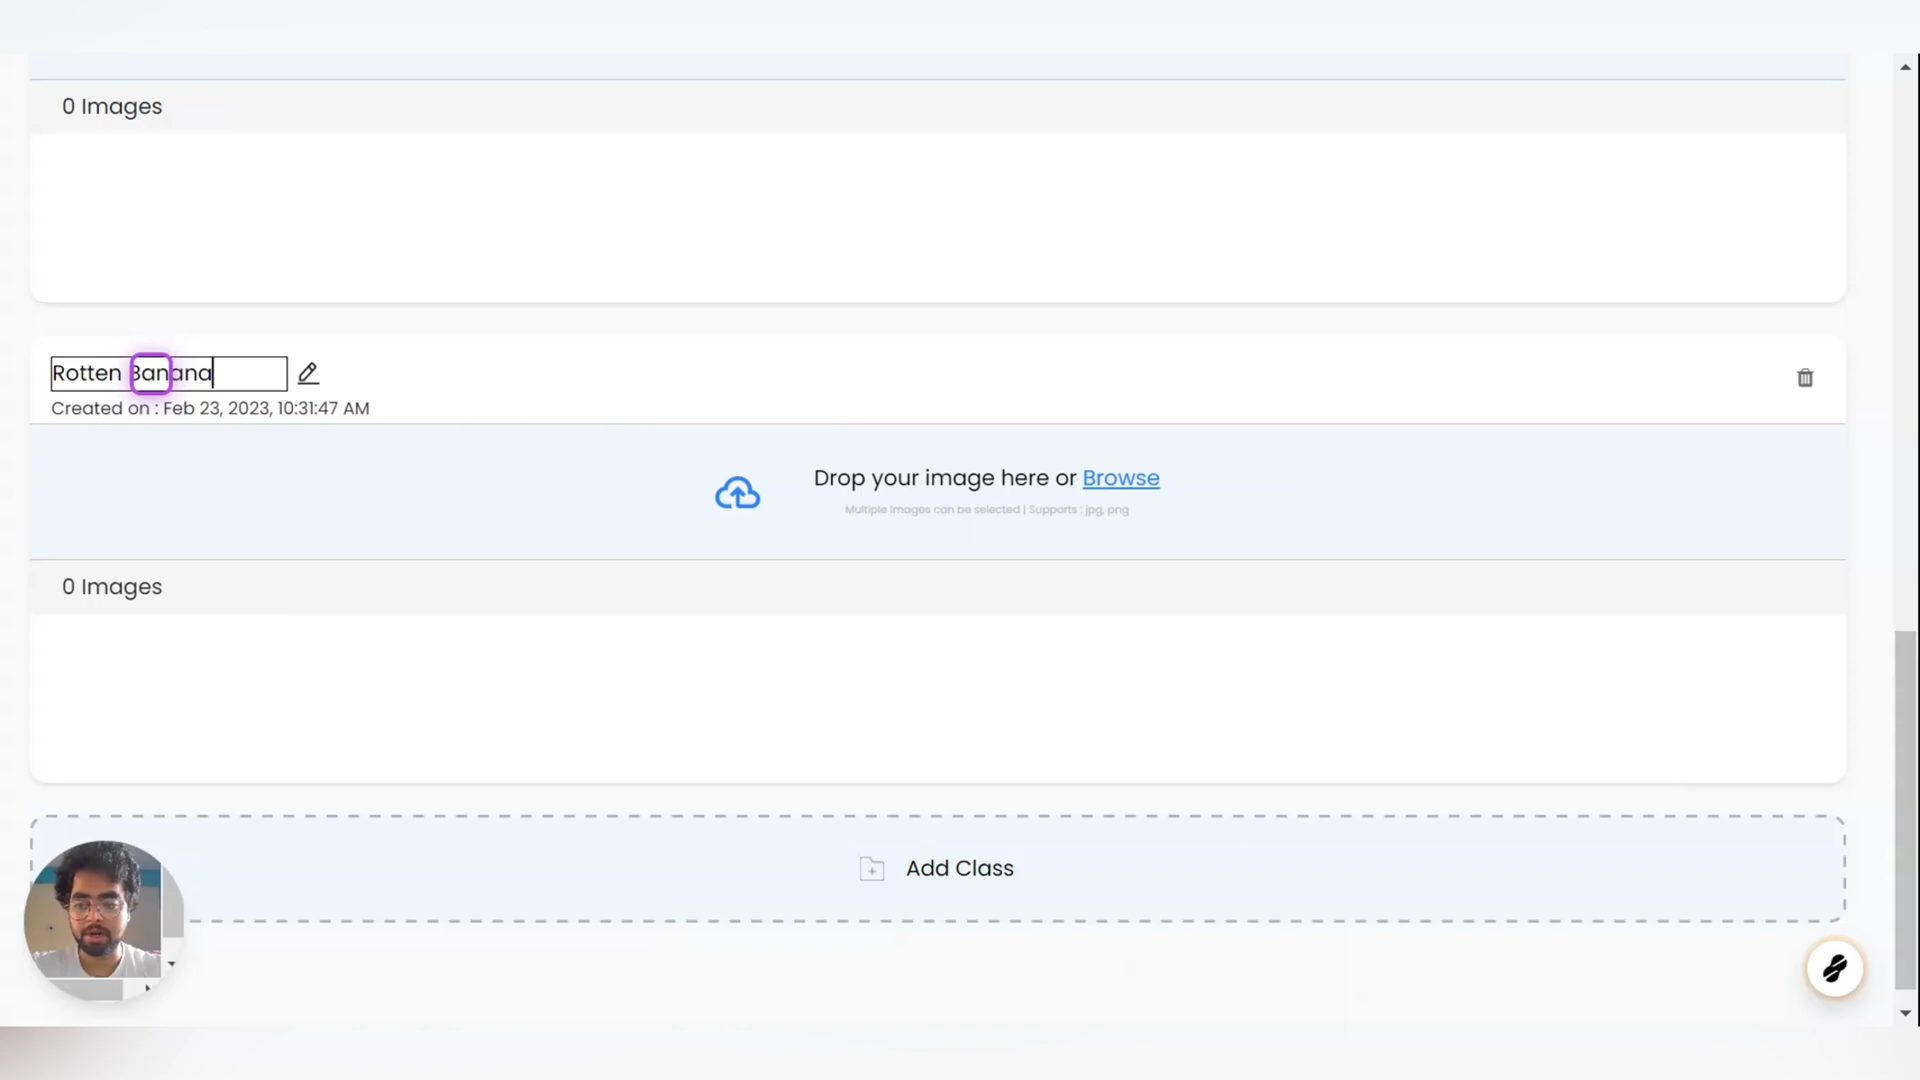 0 Images
Rotten Banana
Created on : Feb 23, 2023, 10:31:47 AM
Drop your image here or Browse
Multiple images can be selected | Supports : jpg, png
0 Images
Add Class